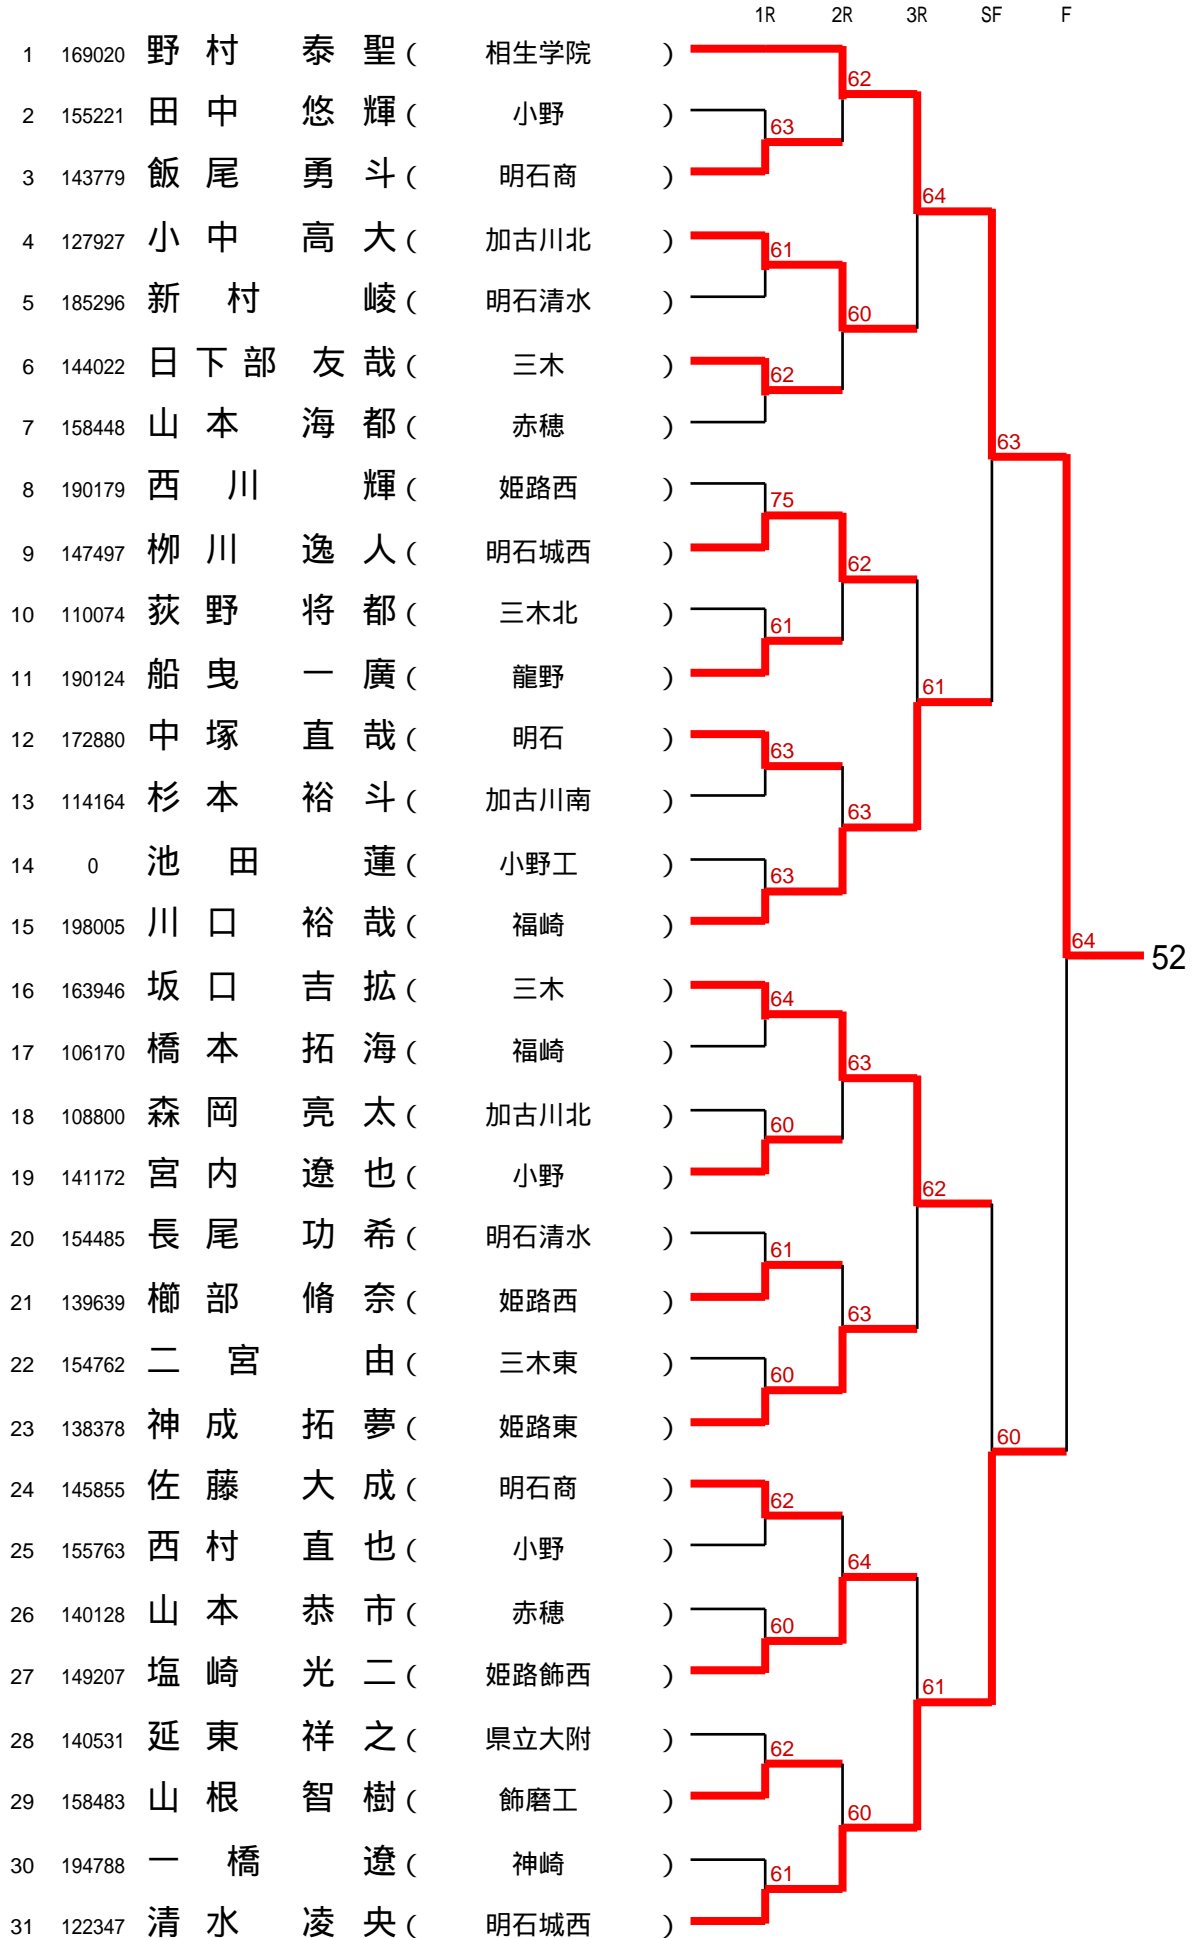 1R 2R 3R SF F
1 169020 野村 泰聖 ( 相生学院 )
62
2 155221 田中 悠輝 ( 小野 )
63
3 143779 飯尾 勇斗 ( 明石商 )
64
4 127927 小中 高大 ( 加古川北 )
61
5 185296 新村 崚 ( 明石清水 )
60
6 144022 日下部 友哉 ( 三木 )
62
7 158448 山本 海都 ( 赤穂 )
63
8 190179 西川 輝 ( 姫路西 )
75
9 147497 栁川 逸人 ( 明石城西 )
62
10 110074 荻野 将都 ( 三木北 )
61
11 190124 船曳 一廣 ( 龍野 )
61
12 172880 中塚 直哉 ( 明石 )
63
13 114164 杉本 裕斗 ( 加古川南 )
63
14 0 池田 蓮 ( 小野工 )
63
15 198005 川口 裕哉 ( 福崎 )
64 52
16 163946 坂口 吉拡 ( 三木 )
64
17 106170 橋本 拓海 ( 福崎 )
63
18 108800 森岡 亮太 ( 加古川北 )
60
19 141172 宮内 遼也 ( 小野 )
62
20 154485 長尾 功希 ( 明石清水 )
61
21 139639 櫛部 脩奈 ( 姫路西 )
63
22 154762 二宮 由 ( 三木東 )
60
23 138378 神成 拓夢 ( 姫路東 )
60
24 145855 佐藤 大成 ( 明石商 )
62
25 155763 西村 直也 ( 小野 )
64
26 140128 山本 恭市 ( 赤穂 )
60
27 149207 塩崎 光二 ( 姫路飾西 )
61
28 140531 延東 祥之 ( 県立大附 )
62
29 158483 山根 智樹 ( 飾磨工 )
60
30 194788 一橋 遼 ( 神崎 )
61
31 122347 清水 凌央 ( 明石城西 )